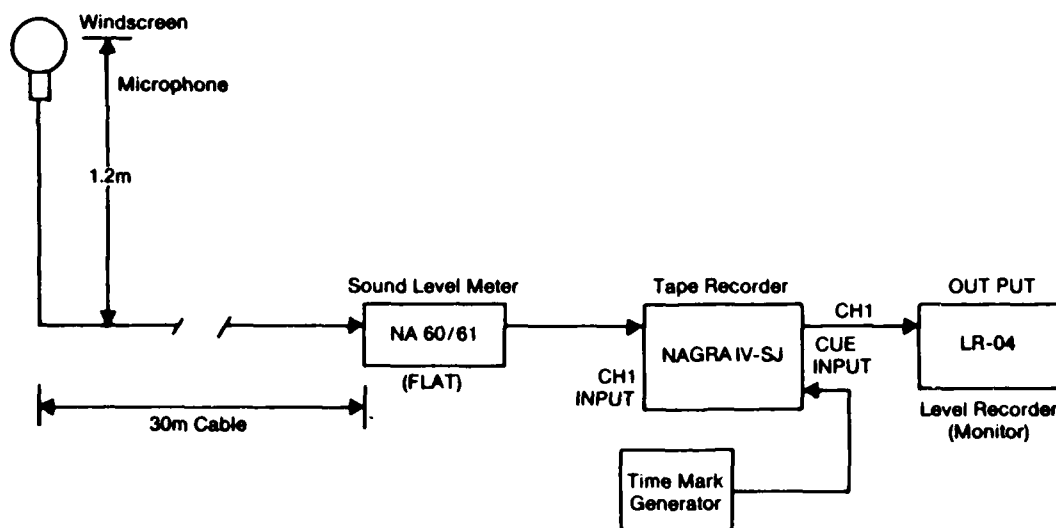 Windscreen
Microphone
1.2m
Sound Level Meter
NA 60/61
(FLAT)
30m Cable
Tape Recorder
NAGRA IV-SJ
CH1
INPUT
CH1
CUE
INPUT
OUT PUT
LR-04
Level Recorder
(Monitor)
Time Mark
Generator